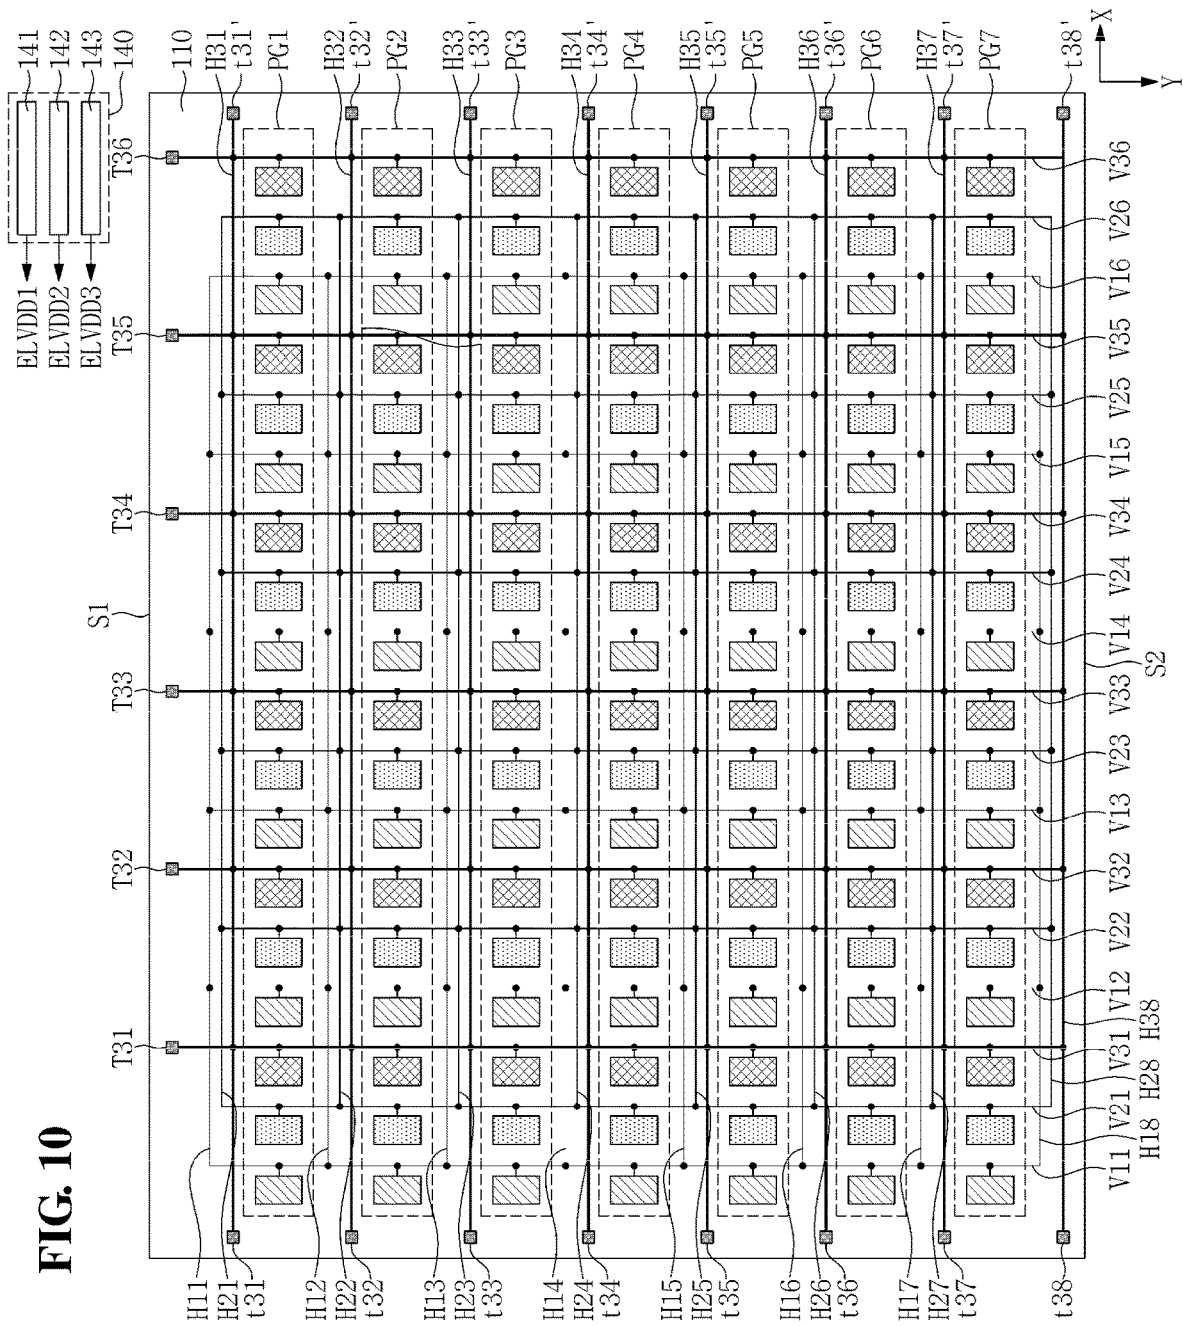 FIG. 10
141
142
143
140
ELVDD1
ELVDD2
ELVDD3
110
S1
T31
T32
T33
T34
T35
T36
H31
t31'
PG1
H32
t32'
PG2
H33
t33'
PG3
H34
t34'
PG4
H35
t35'
PG5
H36
t36'
PG6
H37
t37'
PG7
t38'
X
Y
H11
H21
t31
H12
H22
t32
H13
H23
t33
H14
H24
t34
H15
H25
t35
H16
H26
t36
H17
H27
t37
t38
V11
H18
V21
H28
V31
H38
V12
V22
V32
V13
V23
V33
V14
V24
V34
V15
V25
V35
V16
V26
V36
S2